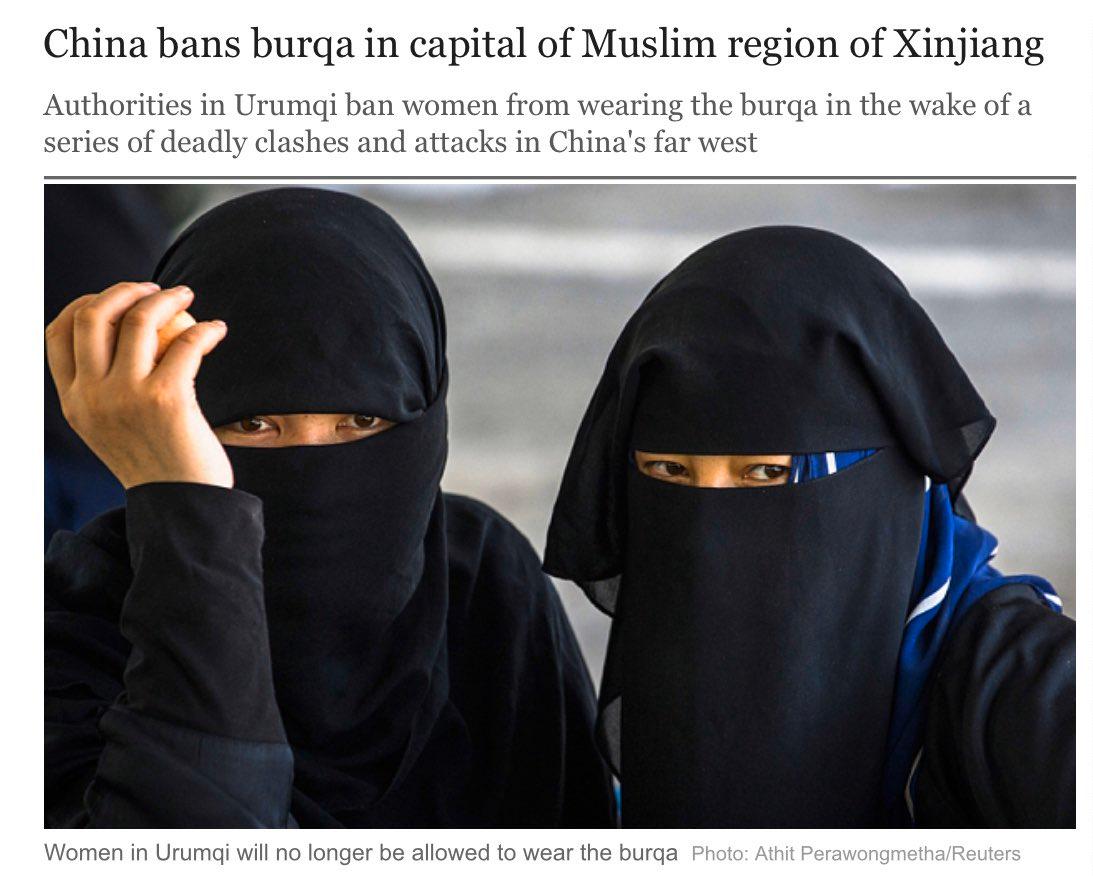 China bans burqa in capital of Muslim region of Xinjiang
Authorities in Urumqi ban women from wearing the burqa in the wake of a
series of deadly clashes and attacks in China's far west
Women in Urumqi will no longer be allowed to wear the burqa Photo: Athit Perawongmetha/Reuters